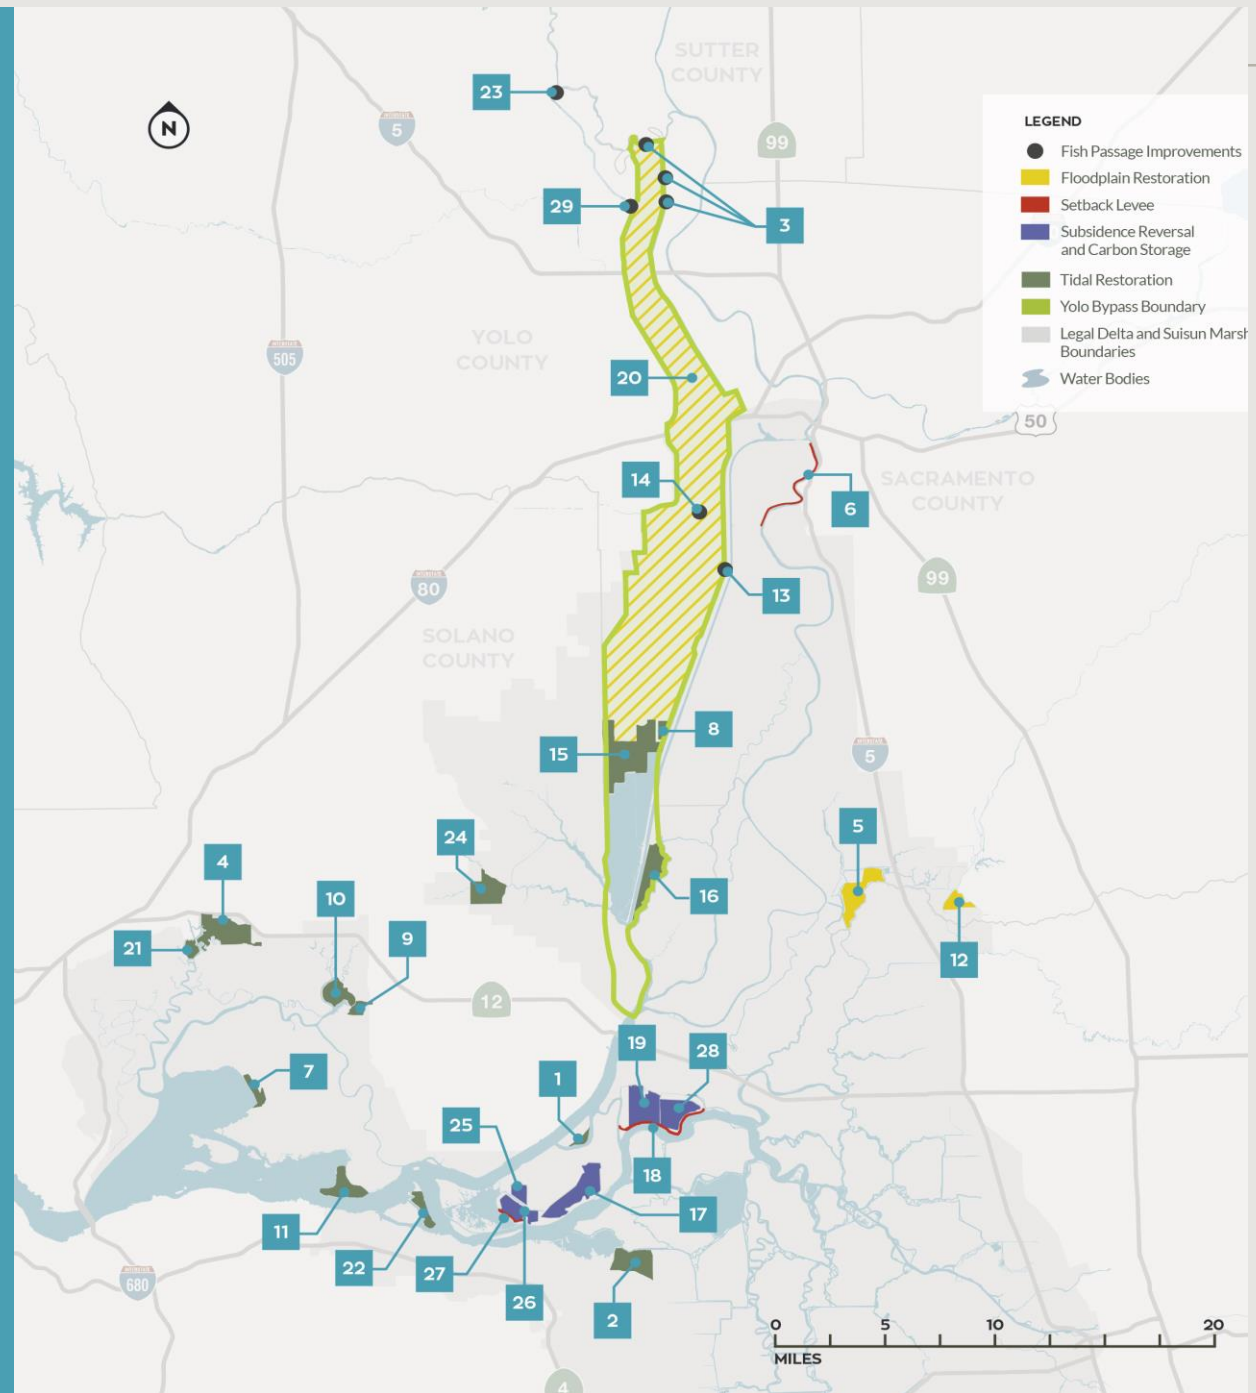 SUTTER
COUNTY
23
N
5
99
LEGEND
Fish Passage Improvements
Floodplain Restoration
Setback Levee
Subsidence Reversal
and Carbon Storage
Tidal Restoration
Yolo Bypass Boundary
Legal Delta and Suisun Marsh
Boundaries
Water Bodies
29
3
YOLO
COUNTY
505
20
50
14
SACRAMENTO
COUNTY
6
80
99
13
SOLANO
COUNTY
8
15
5
5
24
4
10
16
21
9
12
12
19
28
7
1
25
18
17
11
22
27
26
680
2
0 5 10 20
MILES
4